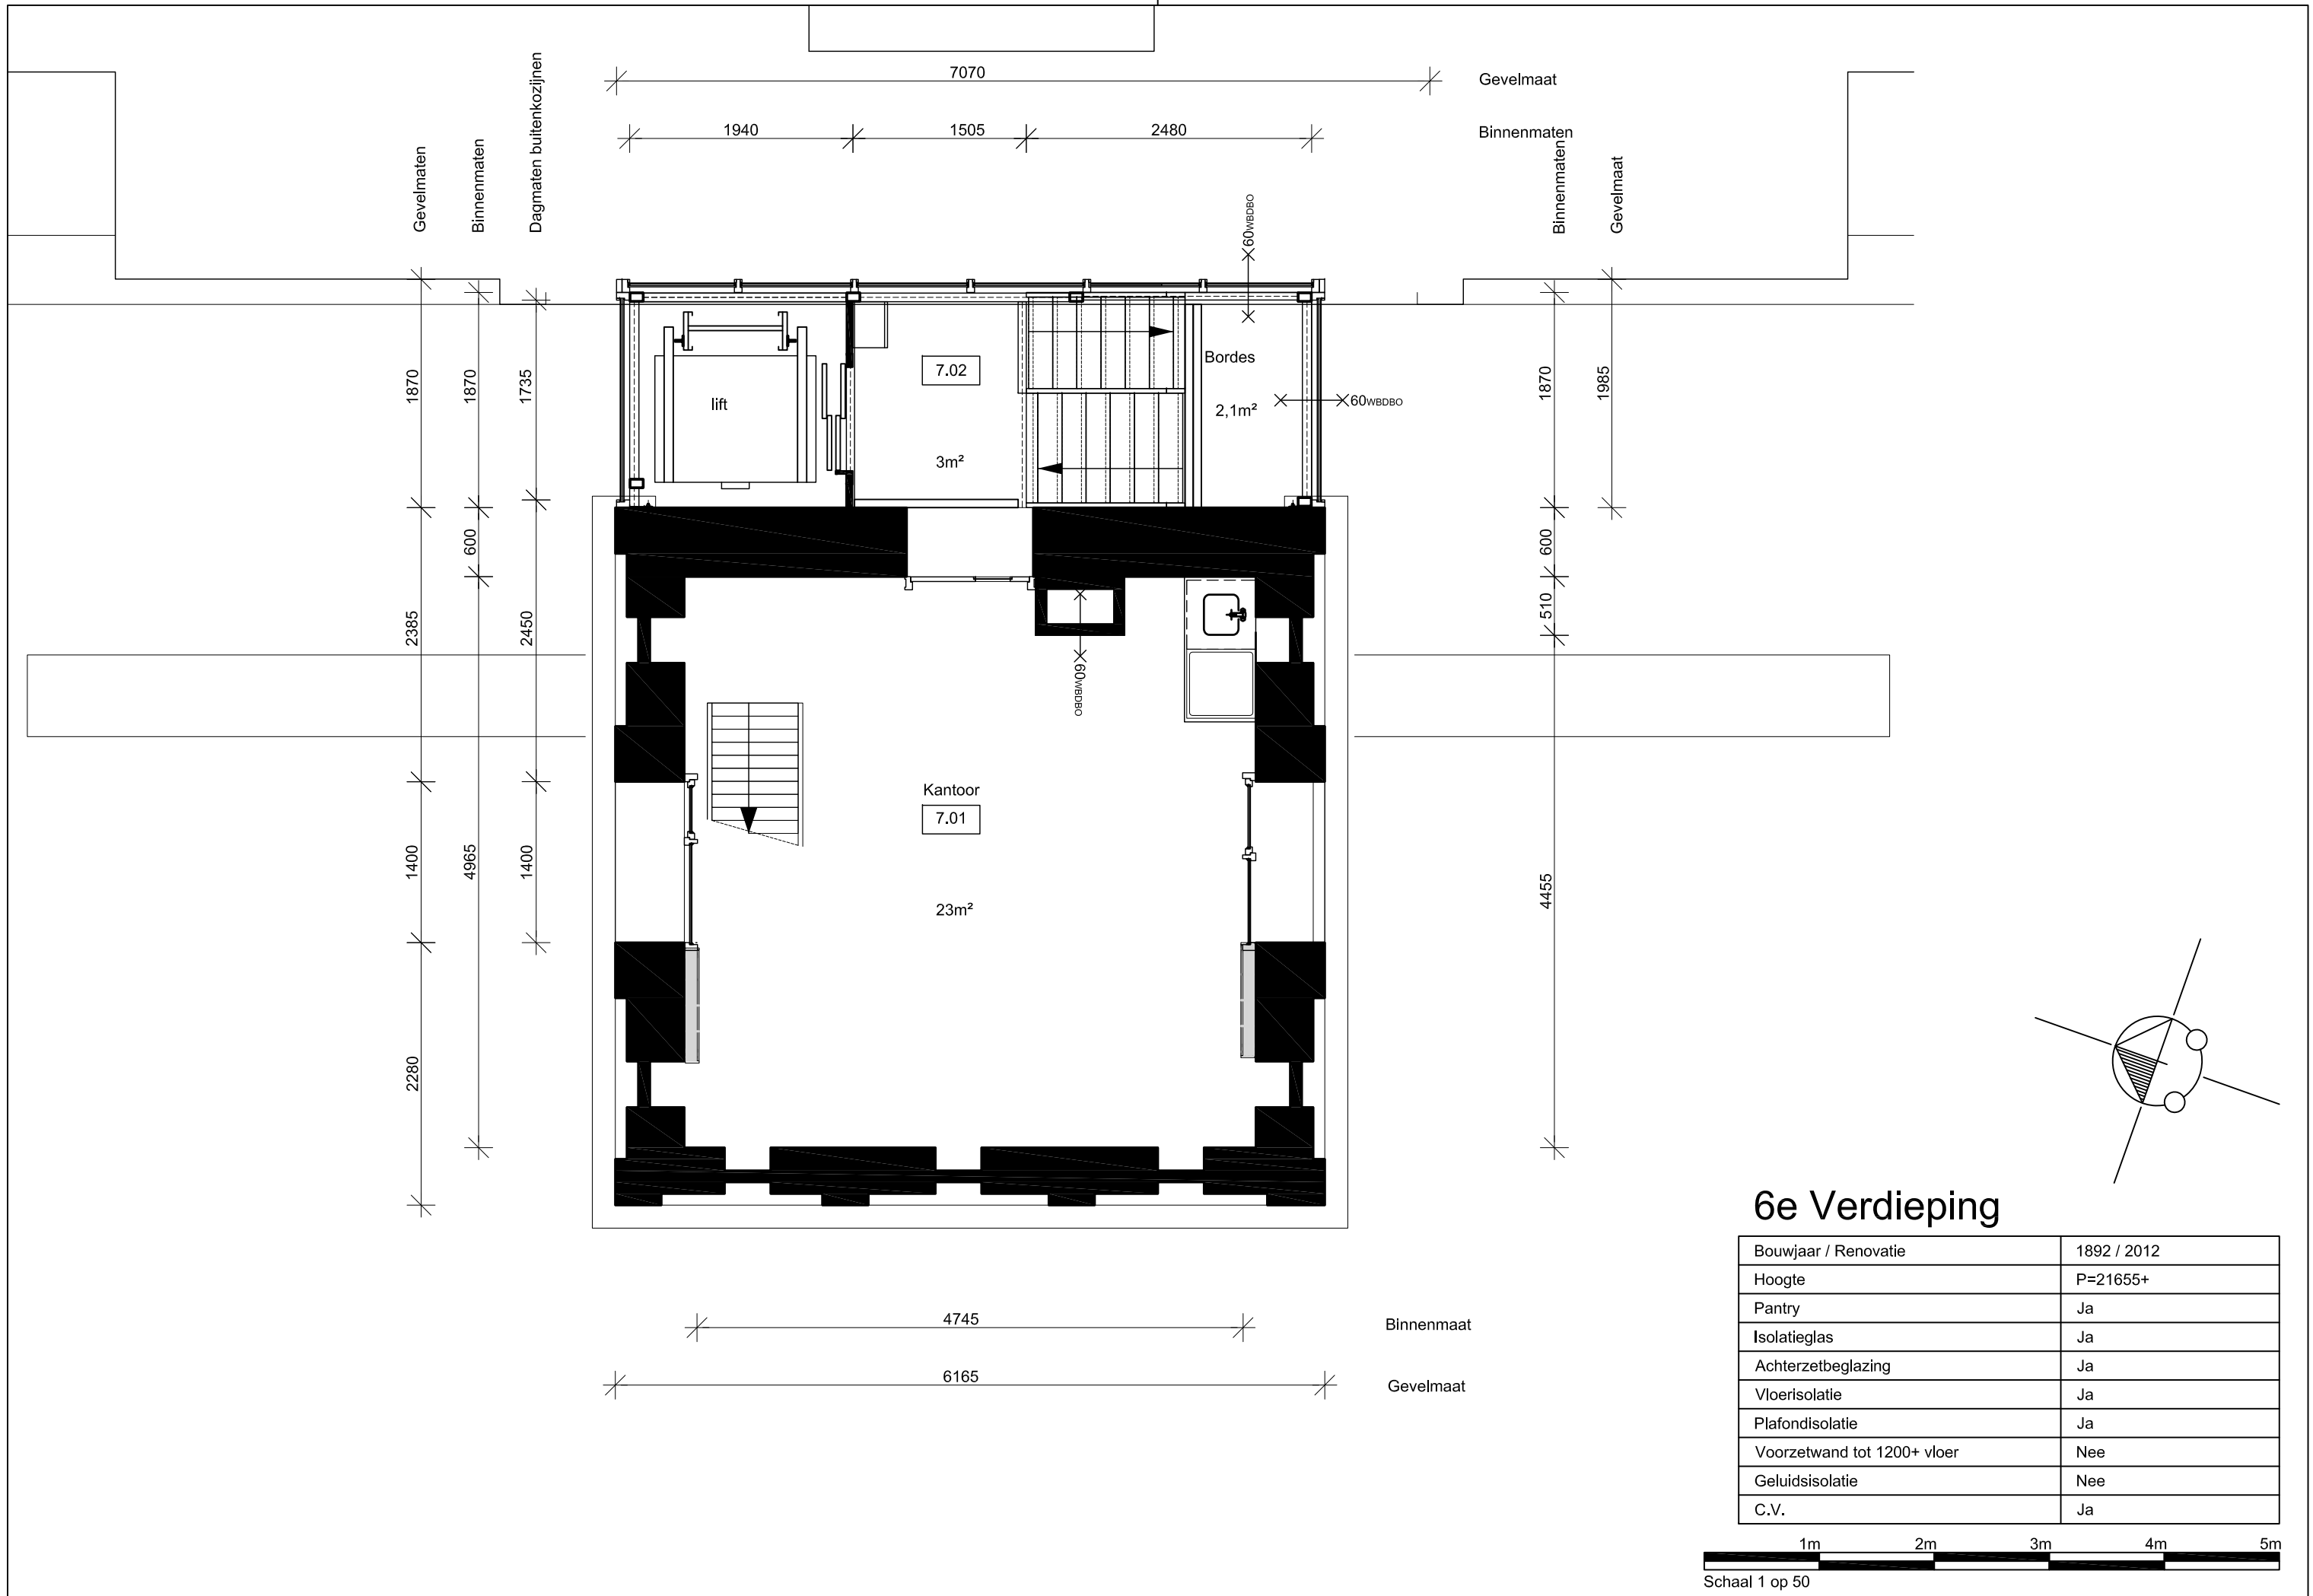 7070
Gevelmaat
1940
1505
2480
Binnenmaten
Gevelmaten
Binnenmaten
Dagmaten buitenkozijnen
Binnenmaten
Gevelmaat
60WBDBO
1870
1870
1735
lift
7.02
3m²
Bordes
2,1m²
60WBDBO
1870
1985
600
600
510
2385
2450
60WBDBO
Kantoor
7.01
23m²
1400
4965
1400
4455
2280
4745
Binnenmaat
6165
Gevelmaat
6e Verdieping
Bouwjaar / Renovatie 1892 / 2012
Hoogte P=21655+
Pantry Ja
Isolatieglas Ja
Achterzetbeglazing Ja
Vloerisolatie Ja
Plafondisolatie Ja
Voorzetwand tot 1200+ vloer Nee
Geluidsisolatie Nee
C.V. Ja
1m 2m 3m 4m 5m
Schaal 1 op 50